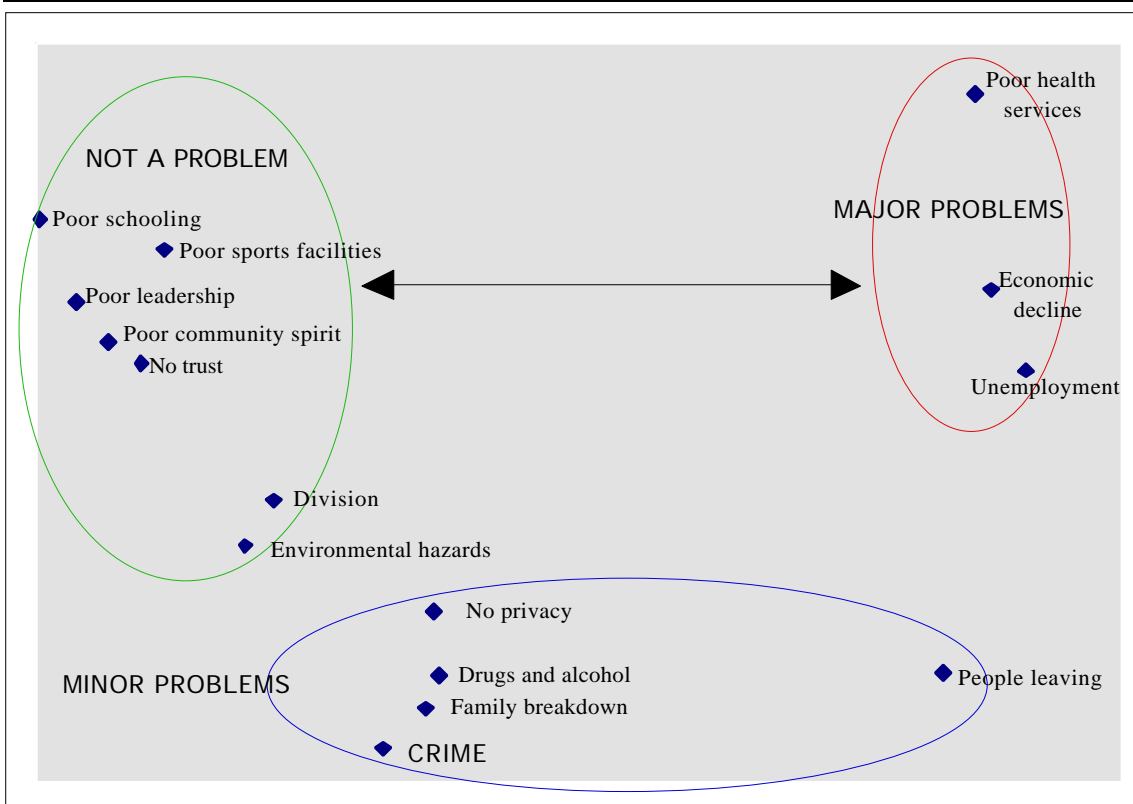 Poor health
services
NOT A PROBLEM
MAJOR PROBLEMS
Poor schooling
Poor sports facilities
Poor leadership
Economic
decline
Poor community spirit
No trust
Unemployment
Division
Environmental hazards
No privacy
Drugs and alcohol
People leaving
MINOR PROBLEMS
Family breakdown
CRIME